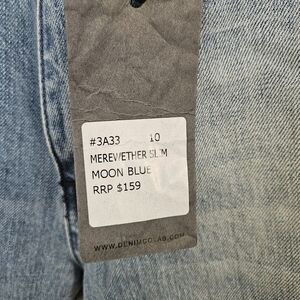 #3A33 10
MEREWETHER SLIM
MOON BLUE
RRP $159
WWW.DENIMCOLAB.COM